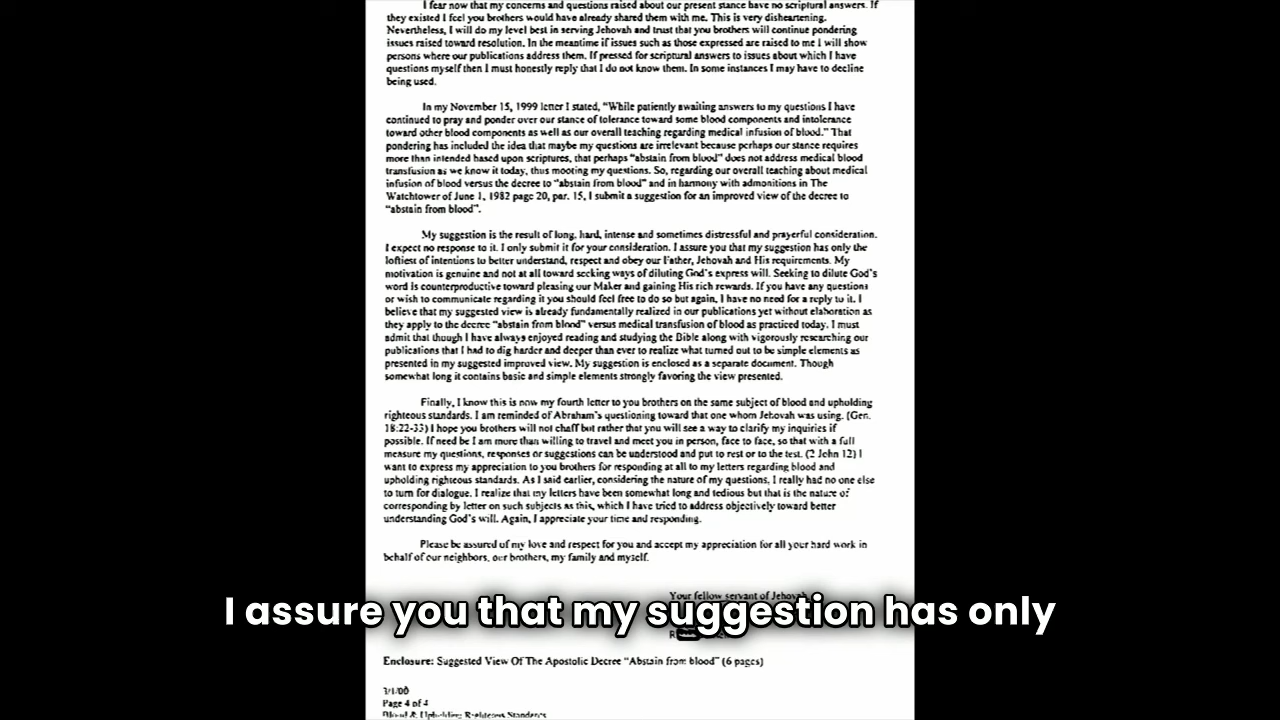 I fear now that my concerns and questions raised about our present stance have no scriptural answers. If
they existed I feel you brothers would have already shared them with me. This is very disheartening.
Nevertheless, I will do my level best in serving Jehovah and trust that you brothers will continue pondering
issues raised toward resolution. In the meantime if issues such as those expressed are raised to me I will show
persons where our publications address them. If pressed for scriptural answers to issues about which I have
questions myself then I must honestly reply that I do not know them. In some instances I may have to decline
being used.
In my November 15, 1999 letter I stated, “While patiently awaiting answers to my questions I have
continued to pray and ponder over our stance of tolerance toward some blood components and intolerance
toward other blood components as well as our overall teaching regarding medical infusion of blood.” That
pondering has included the idea that maybe my questions are irrelevant because perhaps our stance requires
more than intended based upon scriptures, that perhaps “abstain from blood” does not address medical blood
transfusion as we know it today, thus mooting my questions. So, regarding our overall teaching about medical
infusion of blood versus the decree to “abstain from blood” and in harmony with admonitions in The
Watchtower of June 1, 1982 page 20, par. 15, I submit a suggestion for an improved view of the decree to
“abstain from blood”.
My suggestion is the result of long, hard, intense and sometimes distressful and prayerful consideration.
I expect no response to it. I only submit it for your consideration. I assure you that my suggestion has only the
loftiest of intentions to better understand, respect and obey our Father, Jehovah and His requirements. My
motivation is genuine and not at all toward seeking ways of diluting God’s express will. Seeking to dilute God’s
word is counterproductive toward pleasing our Maker and gaining His rich rewards. If you have any questions
or wish to communicate regarding it you should feel free to do so but again, I have no need for a reply to it. I
believe that my suggested view is already fundamentally realized in our publications yet without elaboration as
they apply to the decree “abstain from blood” versus medical transfusion of blood as practiced today. I must
admit that though I have always enjoyed reading and studying the Bible along with vigorously researching our
publications that I had to dig harder and deeper than ever to realize what turned out to be simple elements as
presented in my suggested improved view. My suggestion is enclosed as a separate document. Though
somewhat long it contains basic and simple elements strongly favoring the view presented.
Finally, I know this is now my fourth letter to you brothers on the same subject of blood and upholding
righteous standards. I am reminded of Abraham’s questioning toward that one whom Jehovah was using. (Gen.
18:22-33) I hope you brothers will not chaff but rather that you will see a way to clarify my inquiries if
possible. If need be I am more than willing to travel and meet you in person, face to face, so that with a full
measure my questions, responses or suggestions can be understood and put to rest or to the test. (2 John 12) I
want to express my appreciation to you brothers for responding at all to my letters regarding blood and
upholding righteous standards. As I said earlier, considering the nature of my questions, I really had no one else
to turn for dialogue. I realize that my letters have been somewhat long and tedious but that is the nature of
corresponding by letter on such subjects as this, which I have tried to address objectively toward better
understanding God’s will. Again, I appreciate your time and responding.
Please be assured of my love and respect for you and accept my appreciation for all your hard work in
behalf of our neighbors, our brothers, my family and myself.
Your fellow servant of Jehovah
I assure you that my suggestion has only
Enclosure: Suggested View Of The Apostolic Decree “Abstain from blood” (6 pages)
3/1/00
Page 4 of 4
Blood & Upholding Righteous Standards